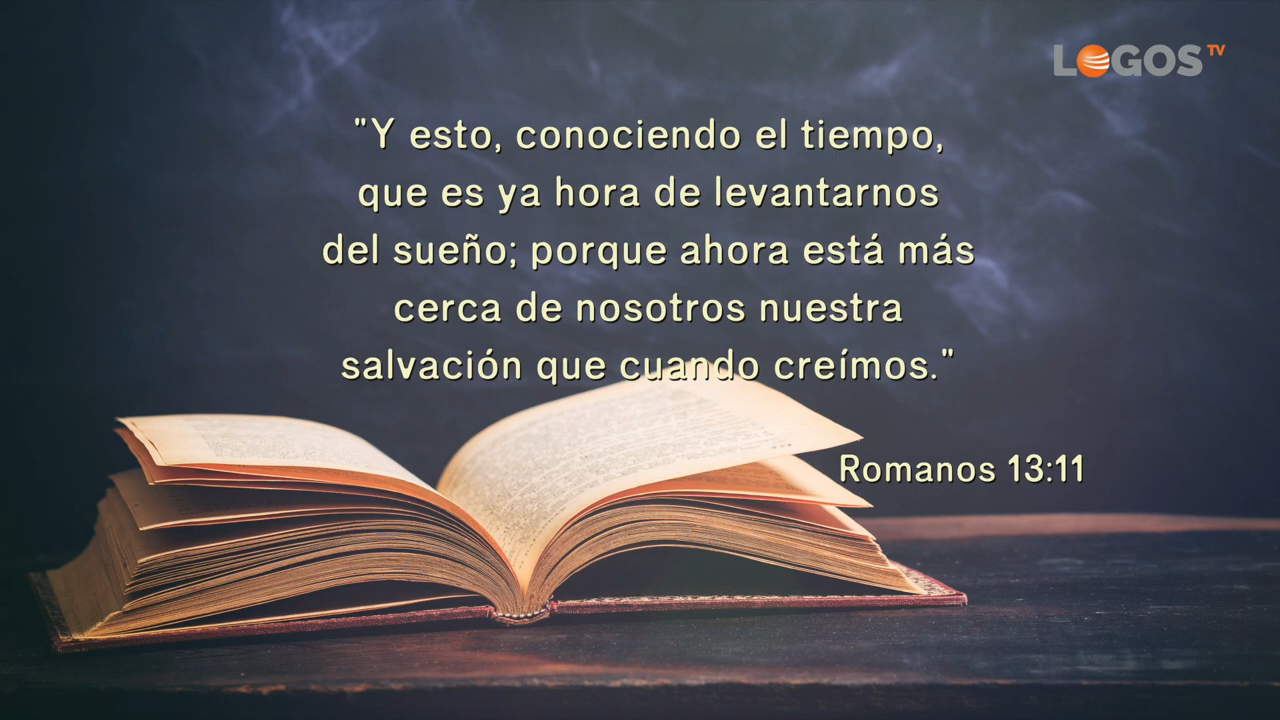 LOGOS TV
"Y esto, conociendo el tiempo,
que es ya hora de levantarnos
del sueño; porque ahora está más
cerca de nosotros nuestra
salvación que cuando creímos."
Romanos 13:11